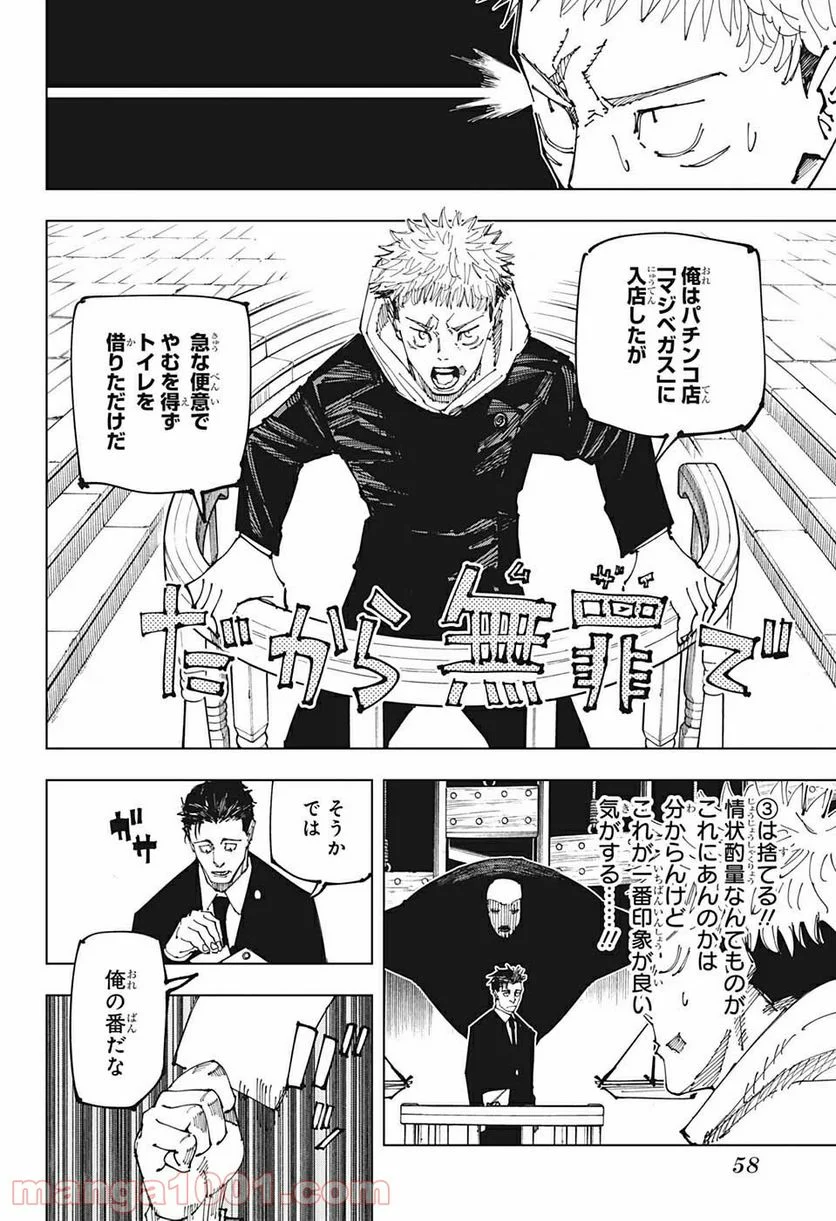 俺はパチンコ店
「マジベガス」に
入店したが
急な便意で
やむを得ず
トイレを
借りただけだ
だから無罪で
③は捨てる!!
情状酌量なんてものが
これにあんのかは
分からんけど
これが一番印象が良い
気がする……!!
そうか
では
ガサ
俺の番だな
58
manga1001.com